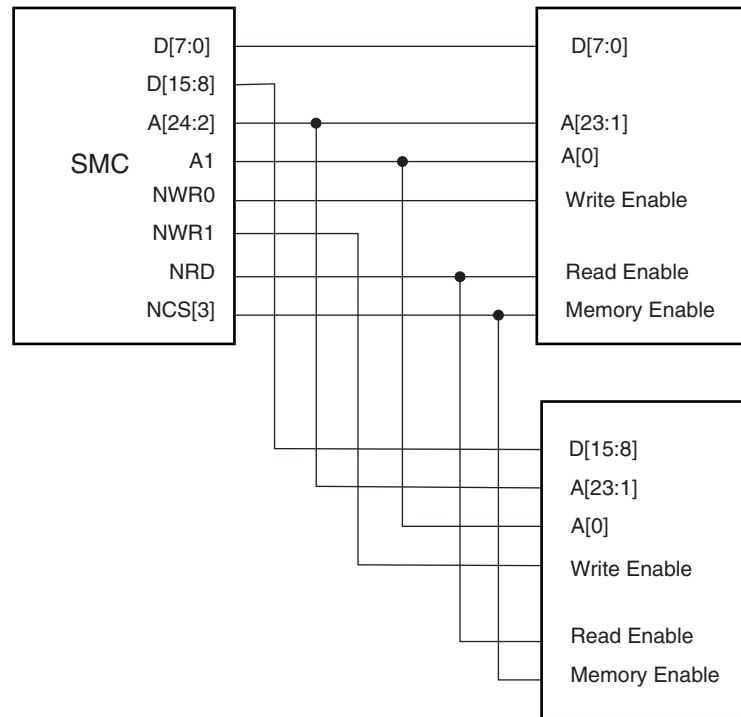 D[7:0] D[7:0]
D[15:8]
A[24:2] A[23:1]
SMC A1 A[0]
NWR0 Write Enable
NWR1
NRD Read Enable
NCS[3] Memory Enable
D[15:8]
A[23:1]
A[0]
Write Enable
Read Enable
Memory Enable